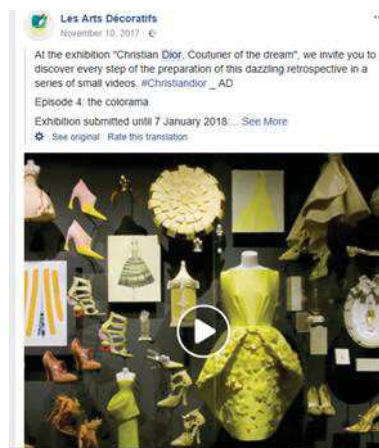 Les Arts Décoratifs
November 10, 2017 ·
At the exhibition "Christian Dior, Couturier of the dream", we invite you to
discover every step of the preparation of this dazzling retrospective in a
series of small videos. #Christiandior _ AD
Episode 4: the colorama
Exhibition submitted until 7 January 2018... See More
See original · Rate this translation